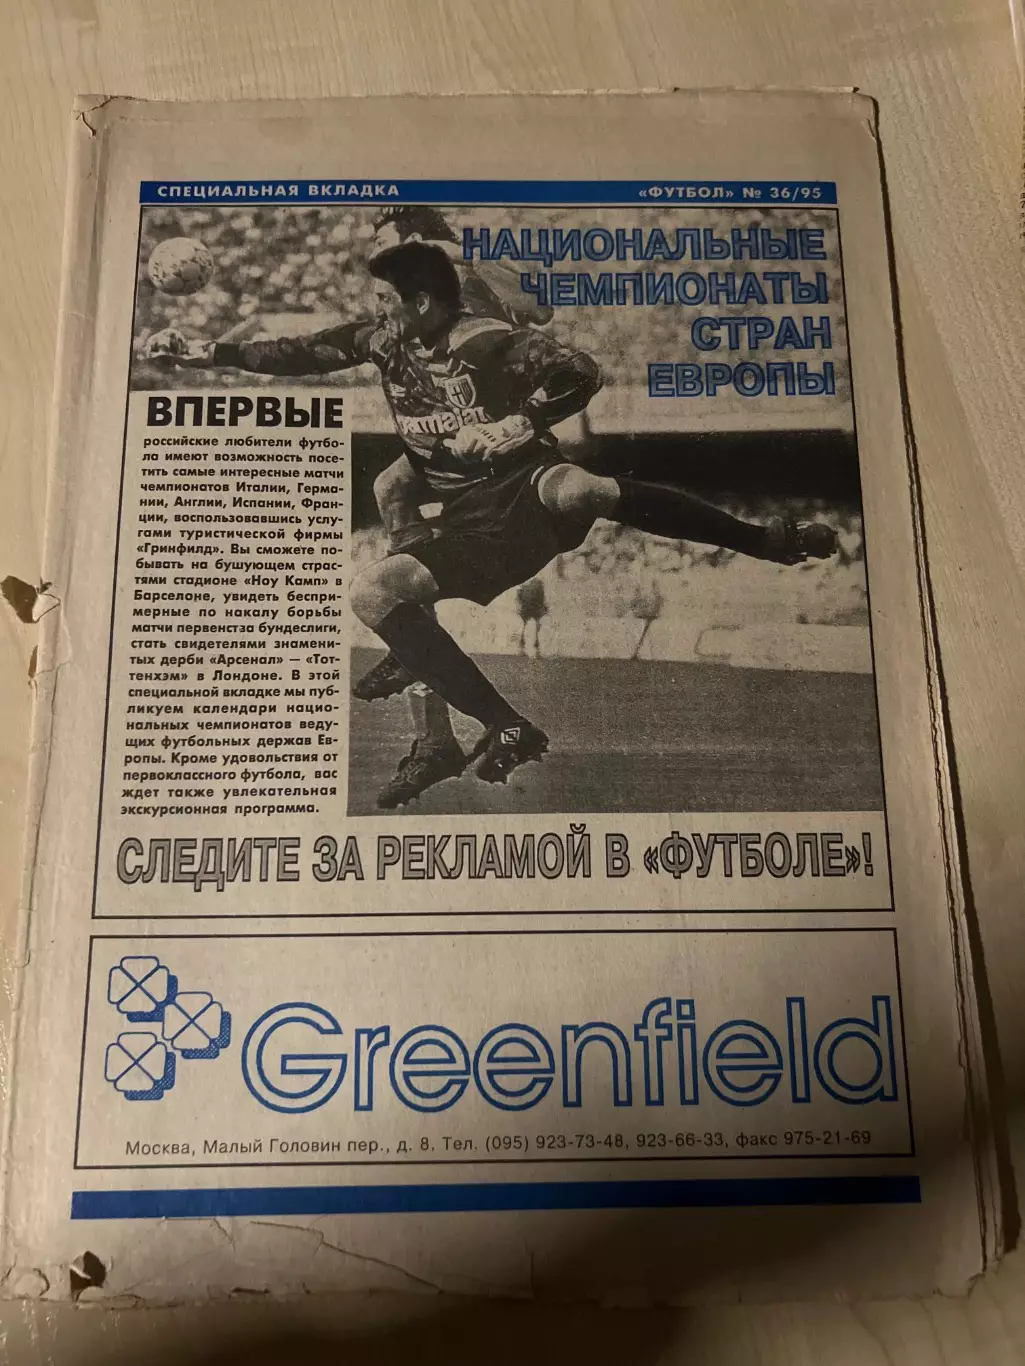 СПЕЦИАЛЬНАЯ ВКЛАДКА
«ФУТБОЛ» № 36/95
НАЦИОНАЛЬНЫЕ
ЧЕМПИОНАТЫ
СТРАН
ЕВРОПЫ
parmalat
ВПЕРВЫЕ
российские любители футбо-
ла имеют возможность посе-
тить самые интересные матчи
чемпионатов Италии, Герма-
нии, Англии, Испании, Фран-
ции, воспользовавшись услу-
гами туристической фирмы
«Гринфилд». Вы сможете по-
бывать на бушующем страс-
тями стадионе «Ноу Камп» в
Барселоне, увидеть беспри-
мерные по накалу борьбы
матчи первенства бундеслиги,
стать свидетелями знамени-
тых дерби «Арсенал» — «Тот-
тенхэм» в Лондоне. В этой
специальной вкладке мы пуб-
ликуем календари нацио-
нальных чемпионатов веду-
щих футбольных держав Ев-
ропы. Кроме удовольствия от
первоклассного футбола, вас
ждет также увлекательная
экскурсионная программа.
СЛЕДИТЕ ЗА РЕКЛАМОЙ В «ФУТБОЛЕ»!
Greenfield
Москва, Малый Головин пер., д. 8. Тел. (095) 923-73-48, 923-66-33, факс 975-21-69